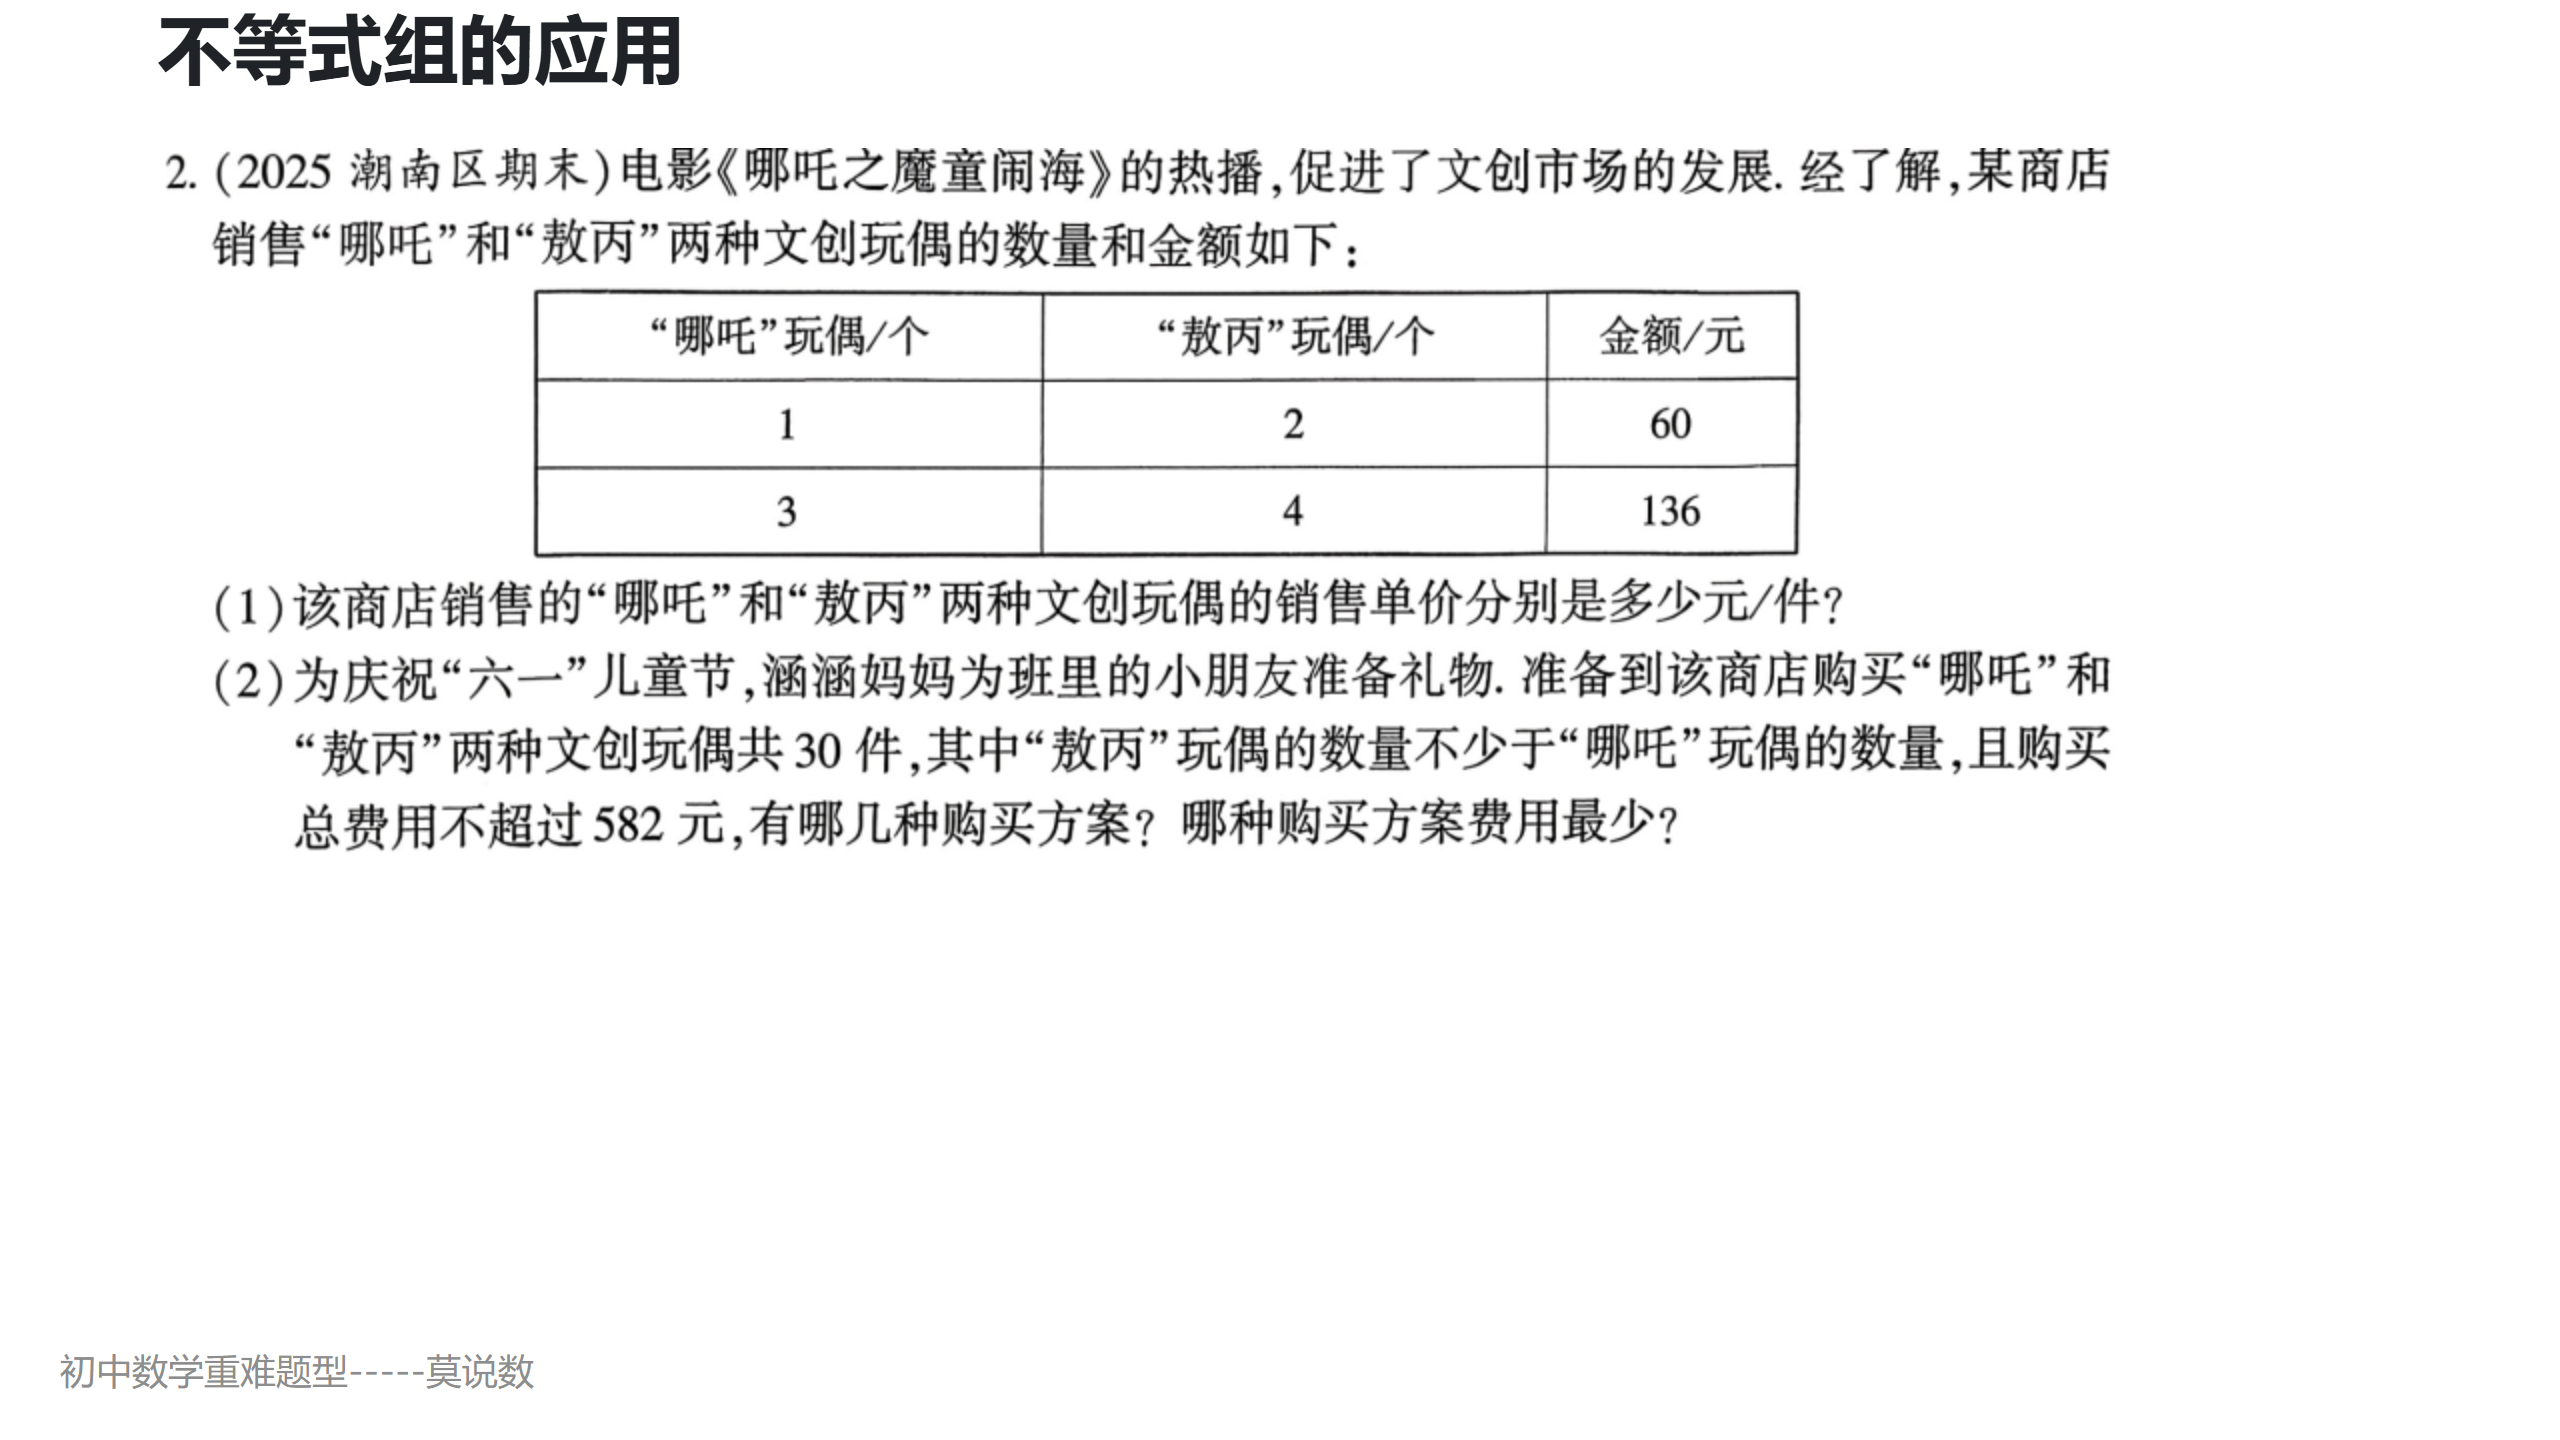 不等式组的应用
2. (2025 潮南区期末)电影《哪吒之魔童闹海》的热播,促进了文创市场的发展. 经了解,某商店
销售“哪吒”和“敖丙”两种文创玩偶的数量和金额如下:
“哪吒”玩偶/个 “敖丙”玩偶/个 金额/元
1 2 60
3 4 136
(1)该商店销售的“哪吒”和“敖丙”两种文创玩偶的销售单价分别是多少元/件?
(2)为庆祝“六一”儿童节,涵涵妈妈为班里的小朋友准备礼物. 准备到该商店购买“哪吒”和
“敖丙”两种文创玩偶共 30 件,其中“敖丙”玩偶的数量不少于“哪吒”玩偶的数量,且购买
总费用不超过 582 元,有哪几种购买方案? 哪种购买方案费用最少?
初中数学重难题型-----莫说数